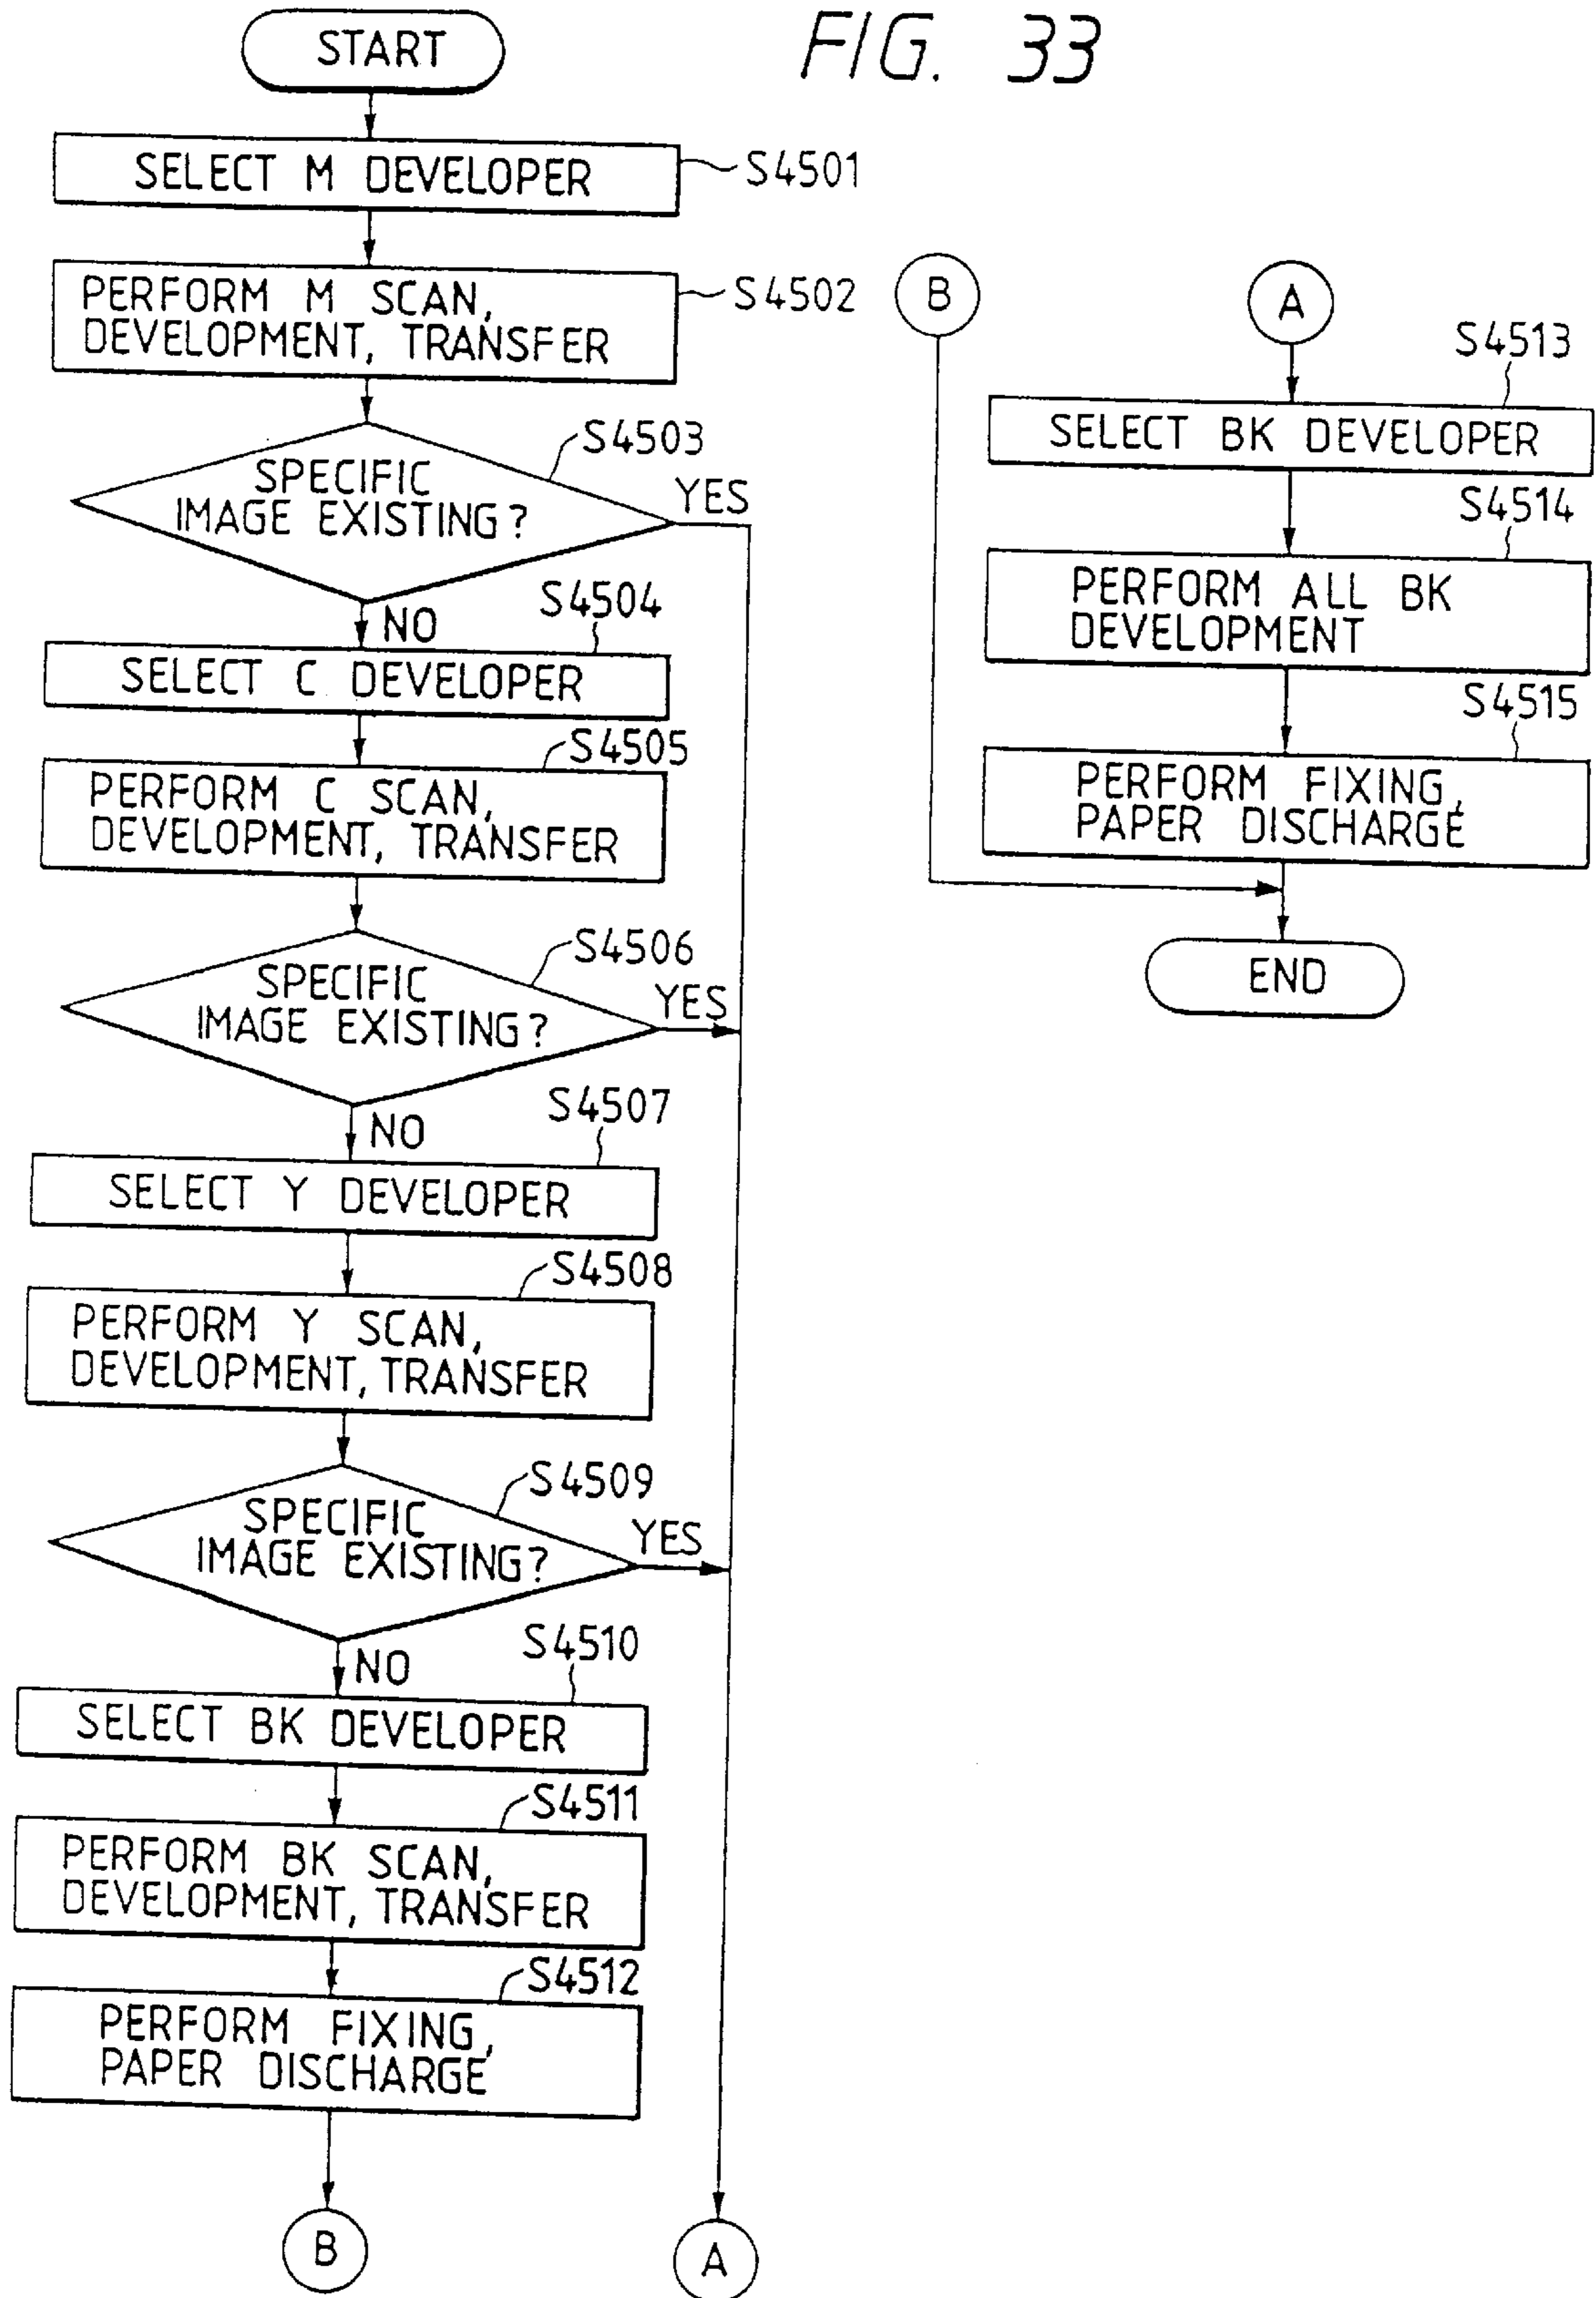 FIG. 33
START
SELECT M DEVELOPER
S4501
PERFORM M SCAN,
DEVELOPMENT, TRANSFER
S4502
S4503
SPECIFIC
IMAGE EXISTING?
YES
NO
S4504
SELECT C DEVELOPER
S4505
PERFORM C SCAN,
DEVELOPMENT, TRANSFER
S4506
SPECIFIC
IMAGE EXISTING?
YES
NO
S4507
SELECT Y DEVELOPER
S4508
PERFORM Y SCAN,
DEVELOPMENT, TRANSFER
S4509
SPECIFIC
IMAGE EXISTING?
YES
NO
S4510
SELECT BK DEVELOPER
S4511
PERFORM BK SCAN,
DEVELOPMENT, TRANSFER
S4512
PERFORM FIXING,
PAPER DISCHARGE
B
A
B
A
S4513
SELECT BK DEVELOPER
S4514
PERFORM ALL BK
DEVELOPMENT
S4515
PERFORM FIXING,
PAPER DISCHARGE
END